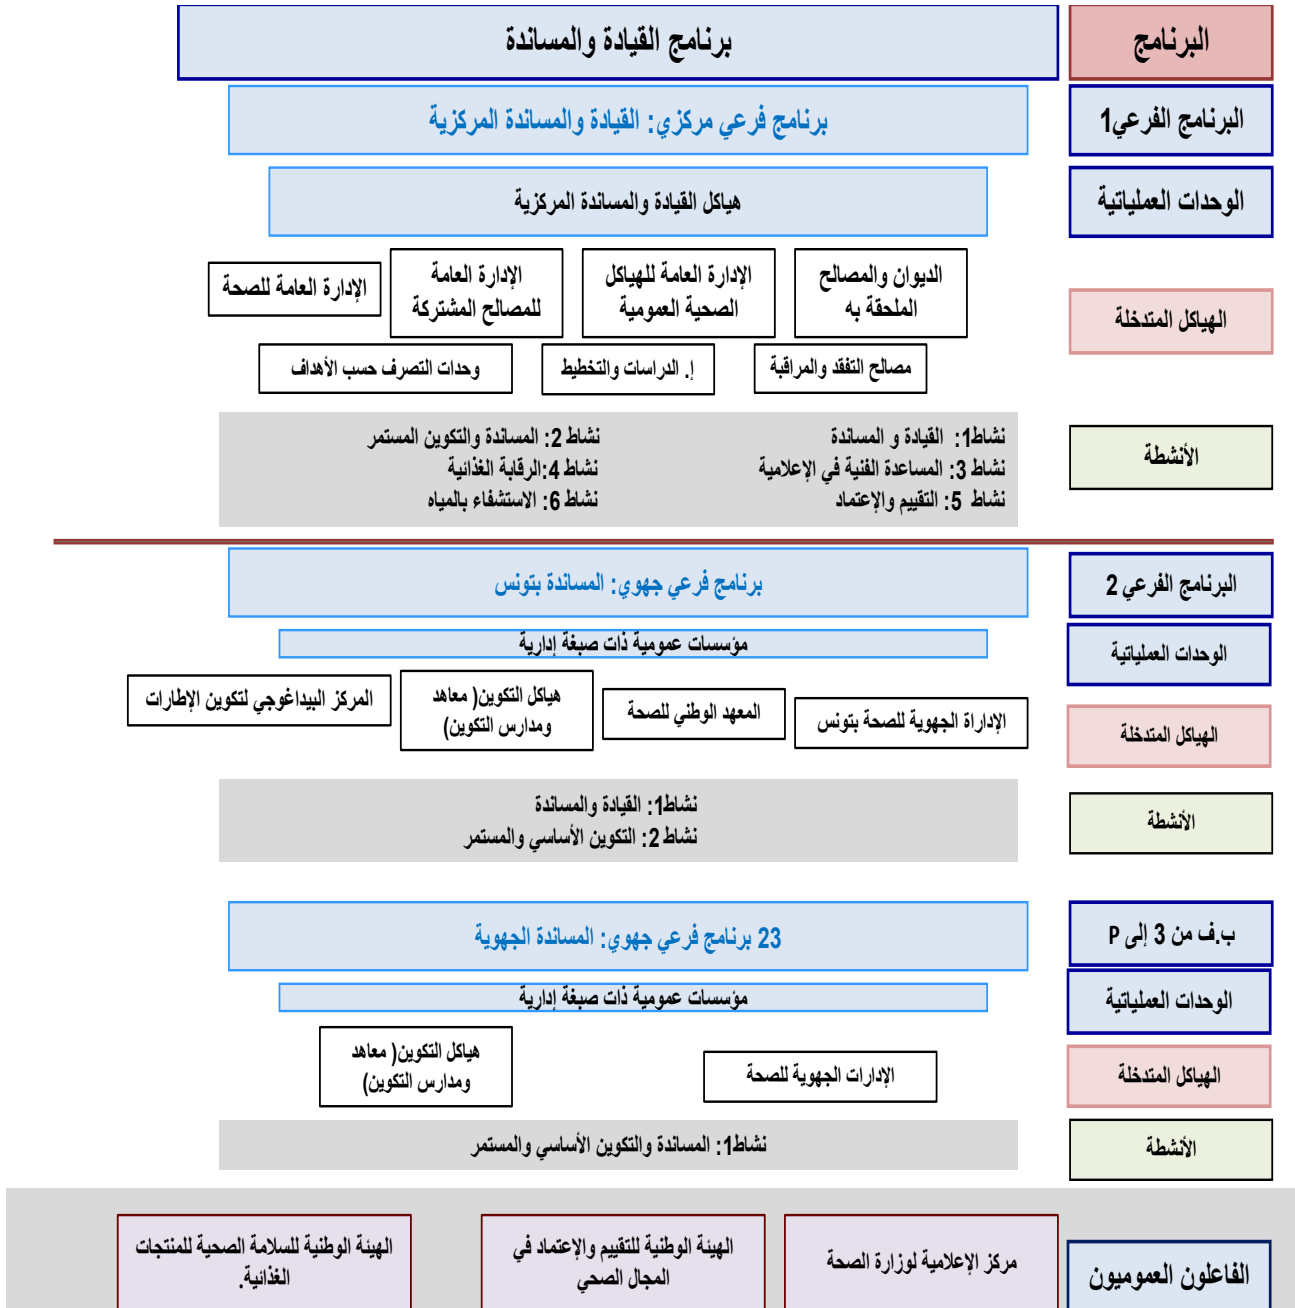 البرنامج
برنامج القيادة والمساندة
البرنامج الفرعي1
برنامج فرعي مركزي: القيادة والمساندة المركزية
الوحدات العملياتية
هياكل القيادة والمساندة المركزية
الهياكل المتدخلة
الديوان والمصالح
الملحقة به
الإدارة العامة للهياكل
الصحية العمومية
الإدارة العامة
للمصالح المشتركة
الإدارة العامة للصحة
مصالح التفقد والمراقبة
إ. الدراسات والتخطيط
وحدات التصرف حسب الأهداف
الأنشطة
نشاط1: القيادة و المساندة
نشاط 2: المساندة والتكوين المستمر
نشاط 3: المساعدة الفنية في الإعلامية
نشاط 4:الرقابة الغذائية
نشاط 5: التقييم والإعتماد
نشاط 6: الاستشفاء بالمياه
البرنامج الفرعي 2
برنامج فرعي جهوي: المساندة بتونس
الوحدات العملياتية
مؤسسات عمومية ذات صبغة إدارية
الهياكل المتدخلة
الإداراة الجهوية للصحة بتونس
المعهد الوطني للصحة
هياكل التكوين( معاهد
ومدارس التكوين)
المركز البيداغوجي لتكوين الإطارات
الأنشطة
نشاط1: القيادة والمساندة
نشاط 2: التكوين الأساسي والمستمر
ب.ف من 3 إلى P
23 برنامج فرعي جهوي: المساندة الجهوية
الوحدات العملياتية
مؤسسات عمومية ذات صبغة إدارية
الهياكل المتدخلة
الإدارات الجهوية للصحة
هياكل التكوين( معاهد
ومدارس التكوين)
الأنشطة
نشاط1: المساندة والتكوين الأساسي والمستمر
الفاعلون العموميون
مركز الإعلامية لوزارة الصحة
الهيئة الوطنية للتقييم والإعتماد في
المجال الصحي
الهيئة الوطنية للسلامة الصحية للمنتجات
الغذائية.